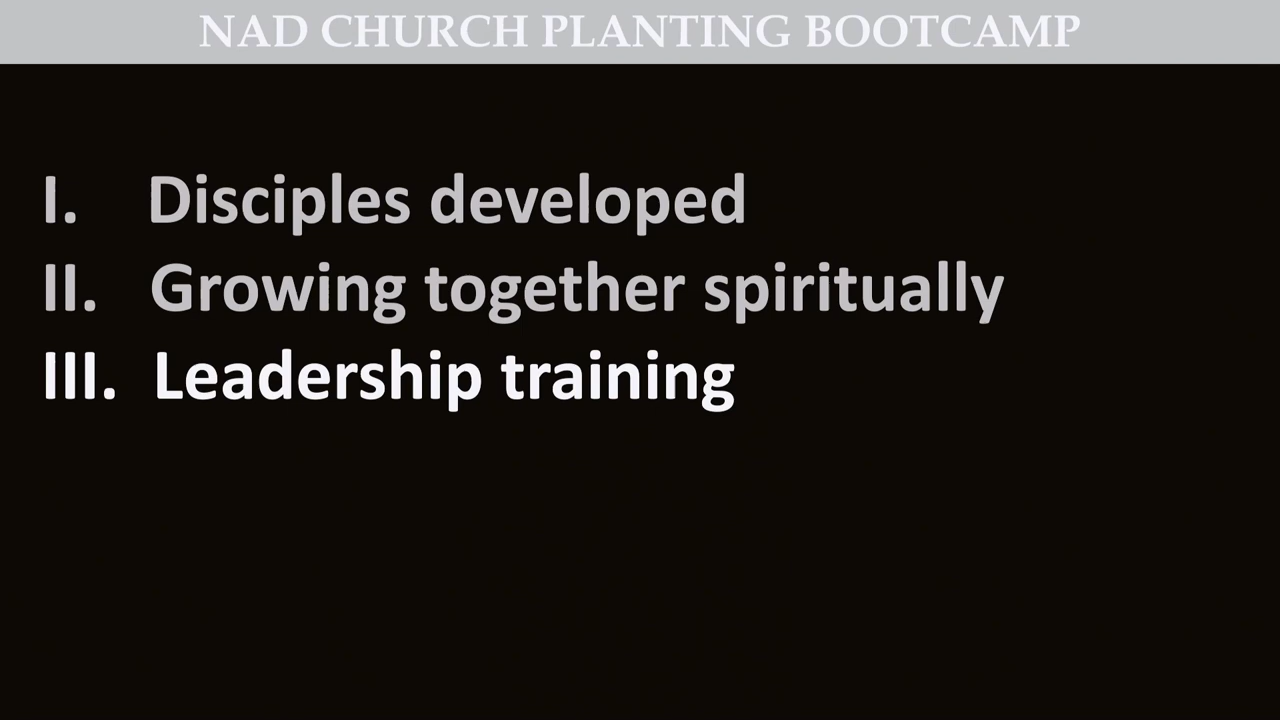 NAD CHURCH PLANTING BOOTCAMP
I. Disciples developed
II. Growing together spiritually
III. Leadership training